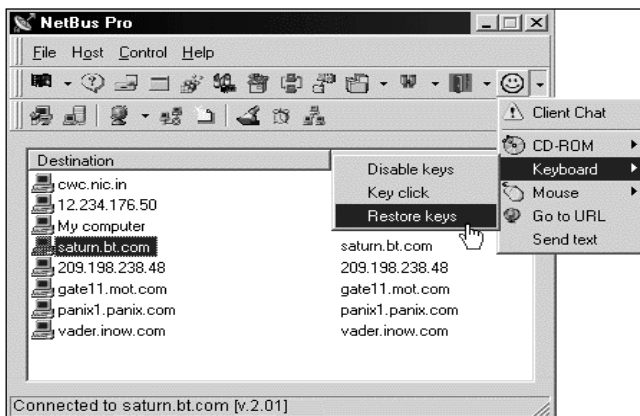 NetBus Pro
File Host Control Help
Client Chat
CD-ROM
Keyboard
Mouse
Go to URL
Send text
Disable keys
Key click
Restore keys
Destination
cwc.nic.in
12.234.176.50
My computer
saturn.bt.com saturn.bt.com
209.198.238.48 209.198.238.48
gate11.mot.com gate11.mot.com
panix1.panix.com panix1.panix.com
vader.inow.com vader.inow.com
Connected to saturn.bt.com [v.2.01]